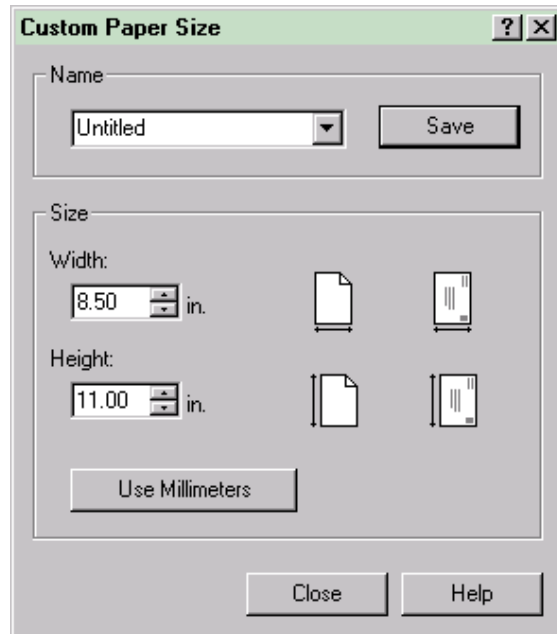 Custom Paper Size
Name
Untitled
Save
Size
Width:
8.50 in.
Height:
11.00 in.
Use Millimeters
Close Help